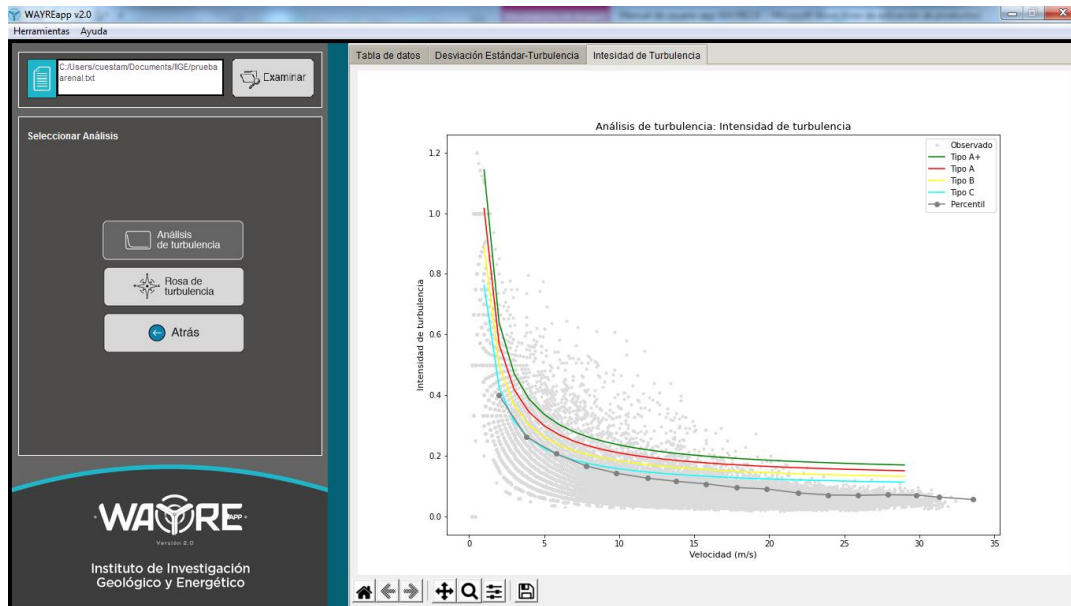 WAYREapp v2.0
Herramientas Ayuda
C:/Users/cuestam/Documents/IIGE/prueba
arenal.txt
Examinar
Seleccionar Análisis
Análisis
de turbulencia
Rosa de
turbulencia
Atrás
WAYRE APP
Versión 2.0
Instituto de Investigación
Geológico y Energético
Tabla de datos Desviación Estándar-Turbulencia Intesidad de Turbulencia
Análisis de turbulencia: Intensidad de turbulencia
Observado
Tipo A+
Tipo A
Tipo B
Tipo C
Percentil
Intensidad de turbulencia
1.2
1.0
0.8
0.6
0.4
0.2
0.0
0 5 10 15 20 25 30 35
Velocidad (m/s)